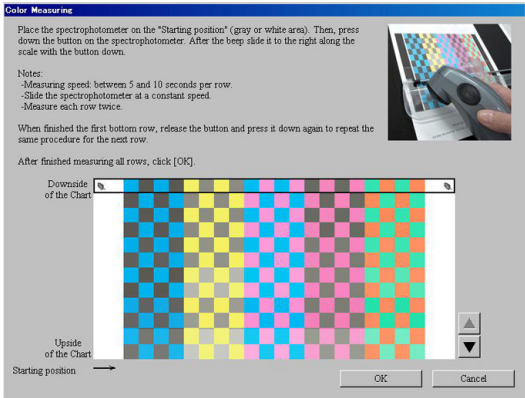 Color Measuring
Place the spectrophotometer on the "Starting position" (gray or white area). Then, press
down the button on the spectrophotometer. After the beep slide it to the right along the
scale with the button down.
Notes:
-Measuring speed: between 5 and 10 seconds per row.
-Slide the spectrophotometer at a constant speed.
-Measure each row twice.
When finished the first bottom row, release the button and press it down again to repeat the
same procedure for the next row.
After finished measuring all rows, click [OK].
Downside
of the Chart
Upside
of the Chart
Starting position
OK
Cancel